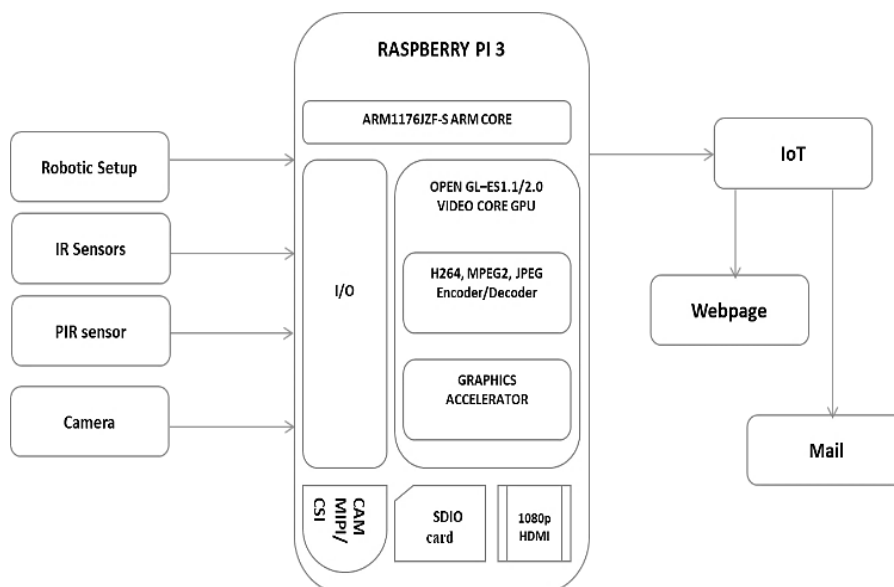 RASPBERRY PI 3
ARM1176JZF-S ARM CORE
Robotic Setup
IR Sensors
PIR sensor
Camera
I/O
OPEN GL–ES1.1/2.0
VIDEO CORE GPU
H264, MPEG2, JPEG
Encoder/Decoder
GRAPHICS
ACCELERATOR
CAM
MIPI/
CSI
SDIO
card
1080p
HDMI
IoT
Webpage
Mail